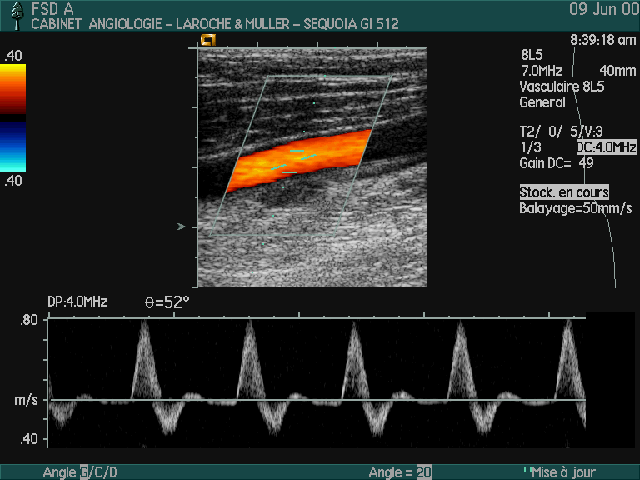 FSD A 09 Jun 00
CABINET ANGIOLOGIE – LAROCHE & MULLER – SEQUOIA GI 512
8:39:18 am
.40
8L5
7.0MHz 40mm
Vasculaire 8L5
General
T2/ 0/ 5/V:3
1/3 DC:4.0MHz
Gain DC= 49
.40
Stock. en cours
Balayage=50mm/s
DP:4.0MHz θ=52°
.80
m/s
.40
Angle G/C/D Angle = 20 Mise à jour